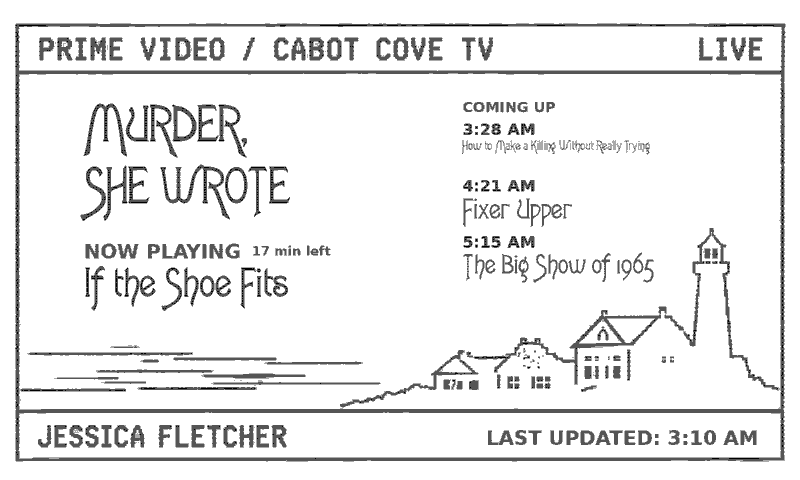 PRIME VIDEO / CABOT COVE TV
LIVE
MURDER,
SHE WROTE
NOW PLAYING 17 min left
If the Shoe Fits
COMING UP
3:28 AM
How to Make a Killing Without Really Trying
4:21 AM
Fixer Upper
5:15 AM
The Big Show of 1965
JESSICA FLETCHER
LAST UPDATED: 3:10 AM